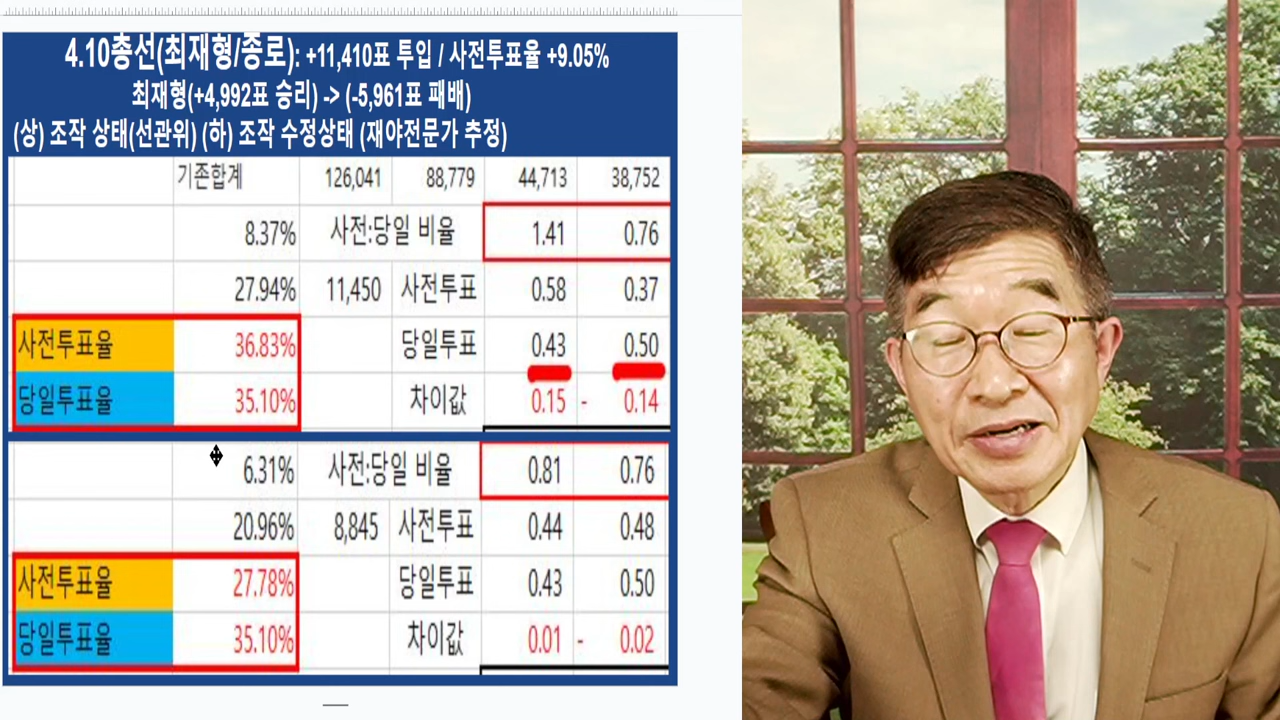 4.10총선(최재형/종로): +11,410표 투입 / 사전투표율 +9.05%
최재형(+4,992표 승리) -> (-5,961표 패배)
(상) 조작 상태(선관위) (하) 조작 수정상태 (재야전문가 추정)
기존합계 126,041 88,779 44,713 38,752
8.37% 사전:당일 비율 1.41 0.76
27.94% 11,450 사전투표 0.58 0.37
사전투표율 36.83% 당일투표 0.43 0.50
당일투표율 35.10% 차이값 0.15 - 0.14
6.31% 사전:당일 비율 0.81 0.76
20.96% 8,845 사전투표 0.44 0.48
사전투표율 27.78% 당일투표 0.43 0.50
당일투표율 35.10% 차이값 0.01 - 0.02